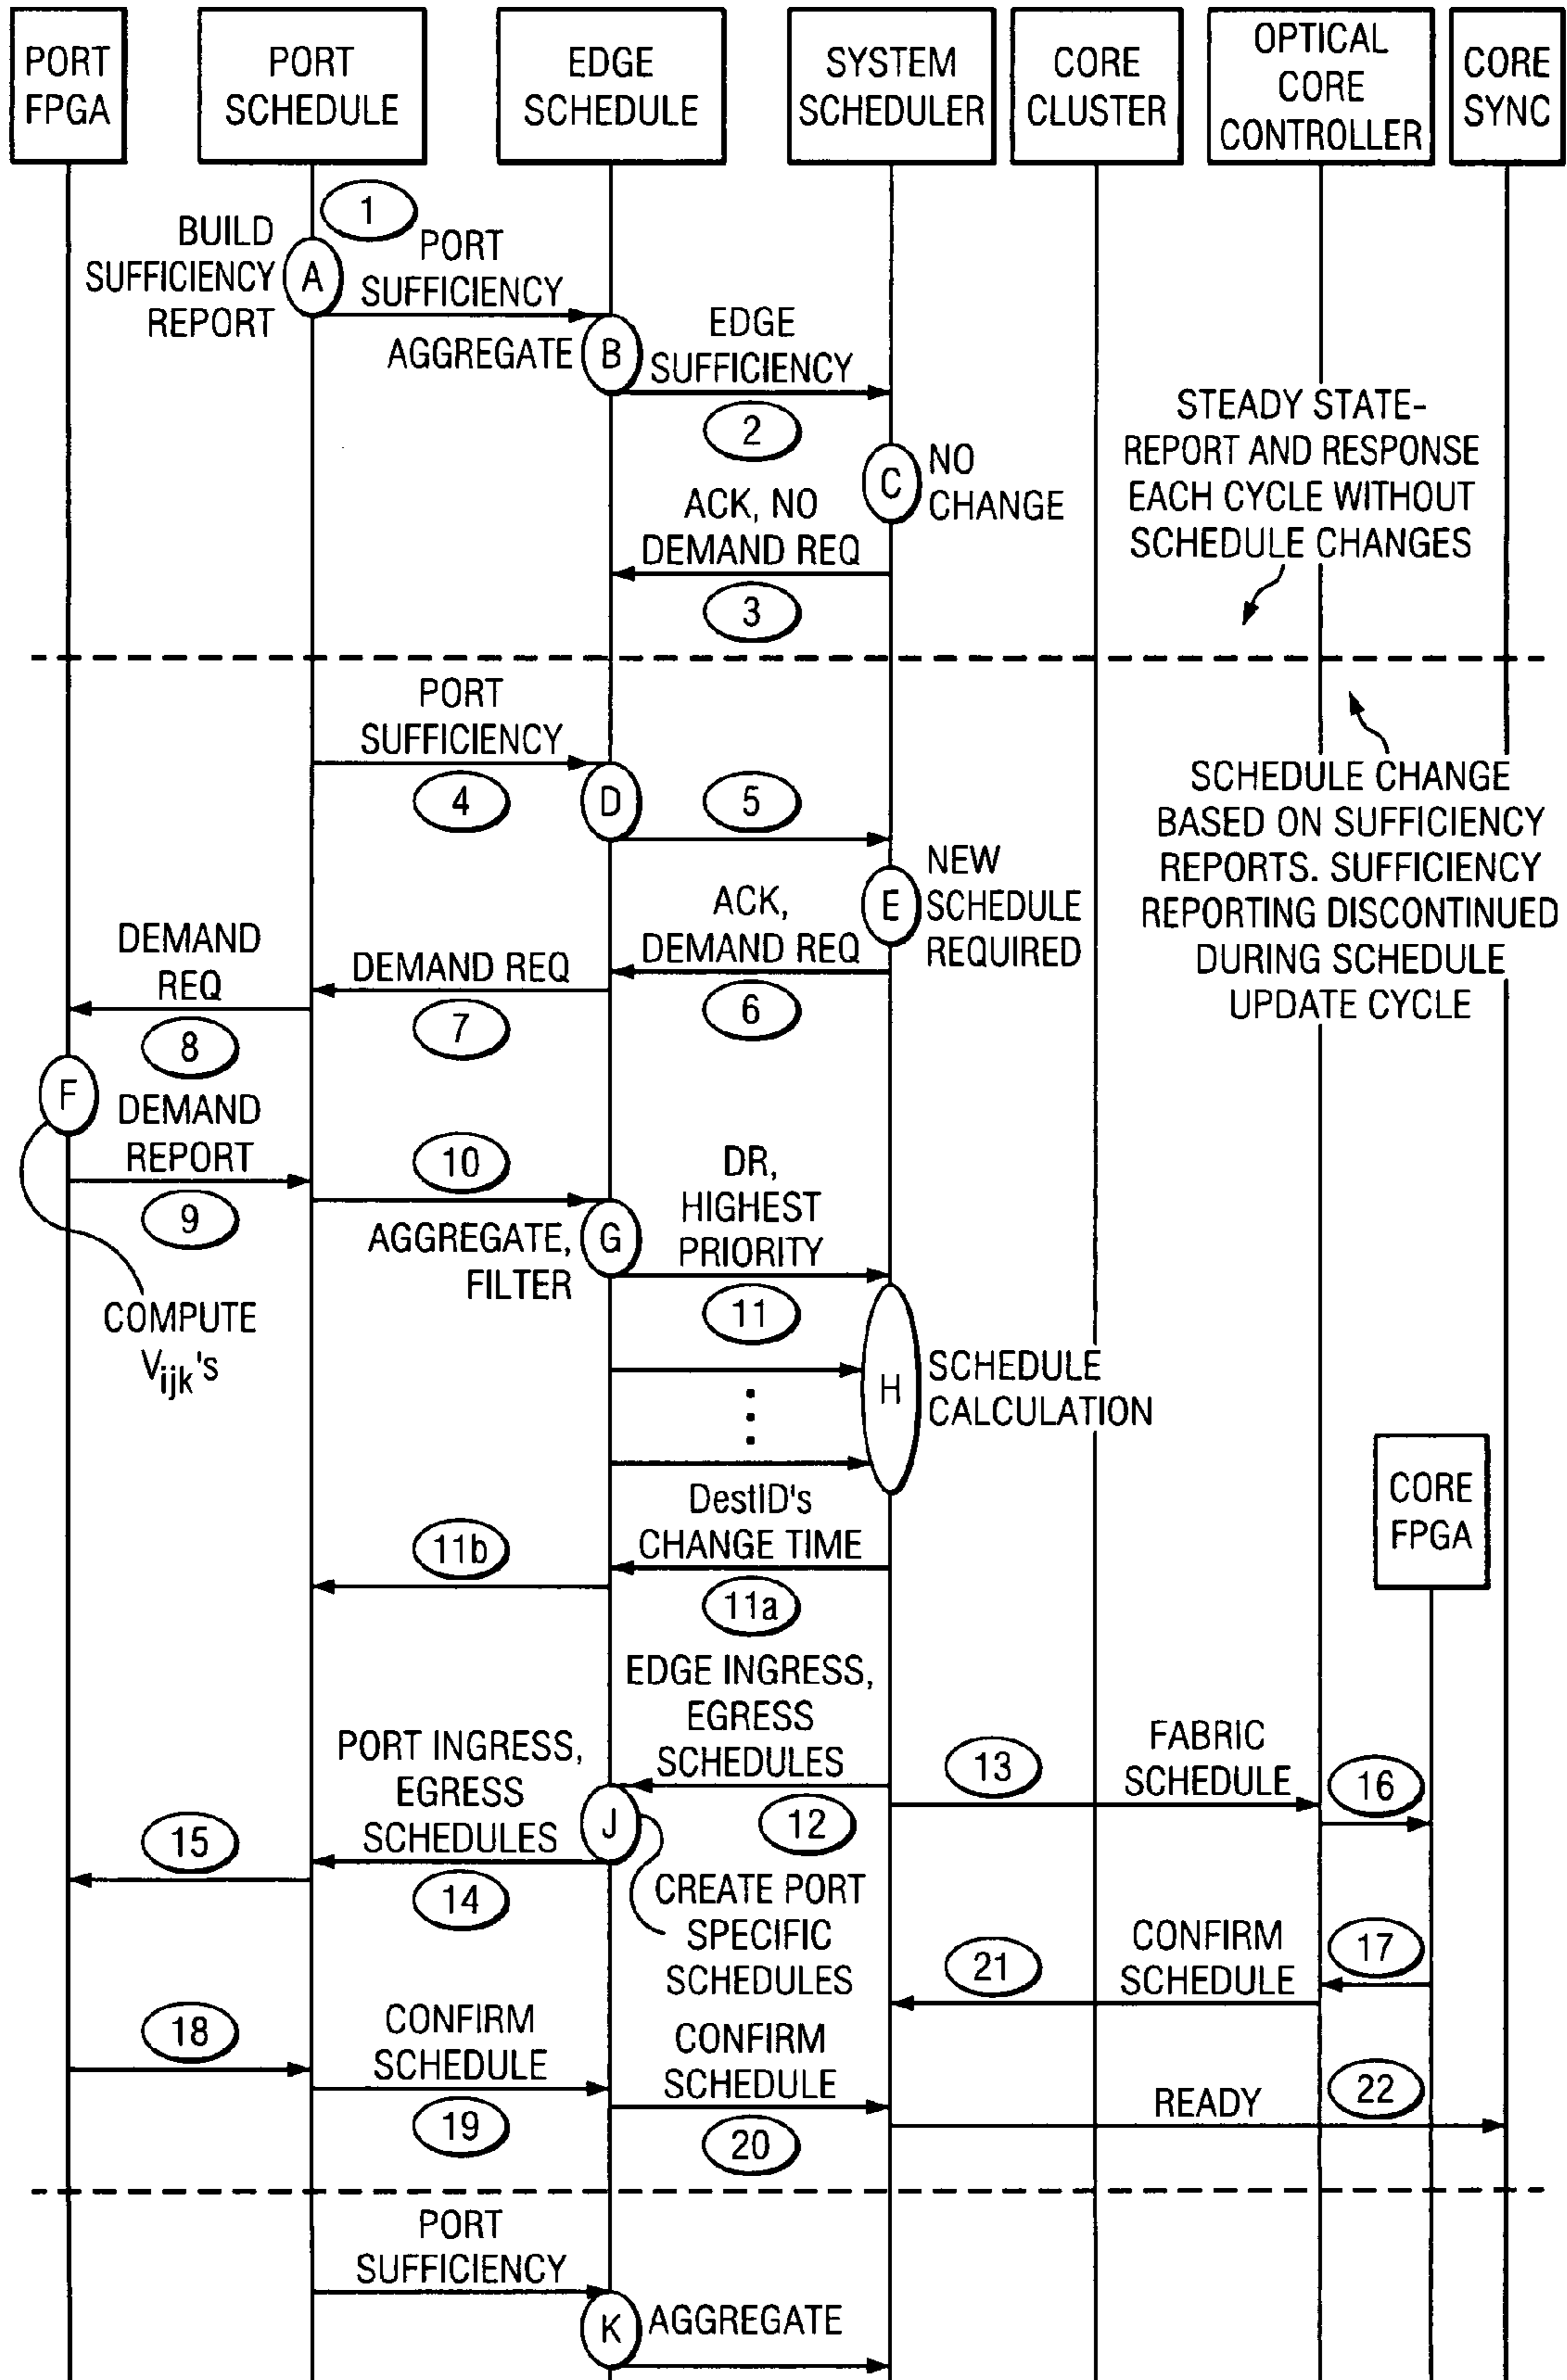 PORT
FPGA
PORT
SCHEDULE
EDGE
SCHEDULE
SYSTEM
SCHEDULER
CORE
CLUSTER
OPTICAL
CORE
CONTROLLER
CORE
SYNC
1
BUILD
SUFFICIENCY
REPORT
A
PORT
SUFFICIENCY
AGGREGATE
B
EDGE
SUFFICIENCY
2
C
NO
CHANGE
ACK, NO
DEMAND REQ
3
STEADY STATE-
REPORT AND RESPONSE
EACH CYCLE WITHOUT
SCHEDULE CHANGES
PORT
SUFFICIENCY
4
D
5
SCHEDULE CHANGE
BASED ON SUFFICIENCY
REPORTS. SUFFICIENCY
REPORTING DISCONTINUED
DURING SCHEDULE
UPDATE CYCLE
E
NEW
SCHEDULE
REQUIRED
ACK,
DEMAND REQ
6
DEMAND REQ
7
DEMAND
REQ
8
F
DEMAND
REPORT
9
COMPUTE
Vijk's
10
AGGREGATE,
FILTER
G
DR,
HIGHEST
PRIORITY
11
H
SCHEDULE
CALCULATION
CORE
FPGA
DestID's
CHANGE TIME
11a
11b
EDGE INGRESS,
EGRESS
SCHEDULES
12
13
FABRIC
SCHEDULE
16
PORT INGRESS,
EGRESS
SCHEDULES
J
14
15
CREATE PORT
SPECIFIC
SCHEDULES
CONFIRM
SCHEDULE
17
21
18
CONFIRM
SCHEDULE
19
CONFIRM
SCHEDULE
20
READY
22
PORT
SUFFICIENCY
K
AGGREGATE